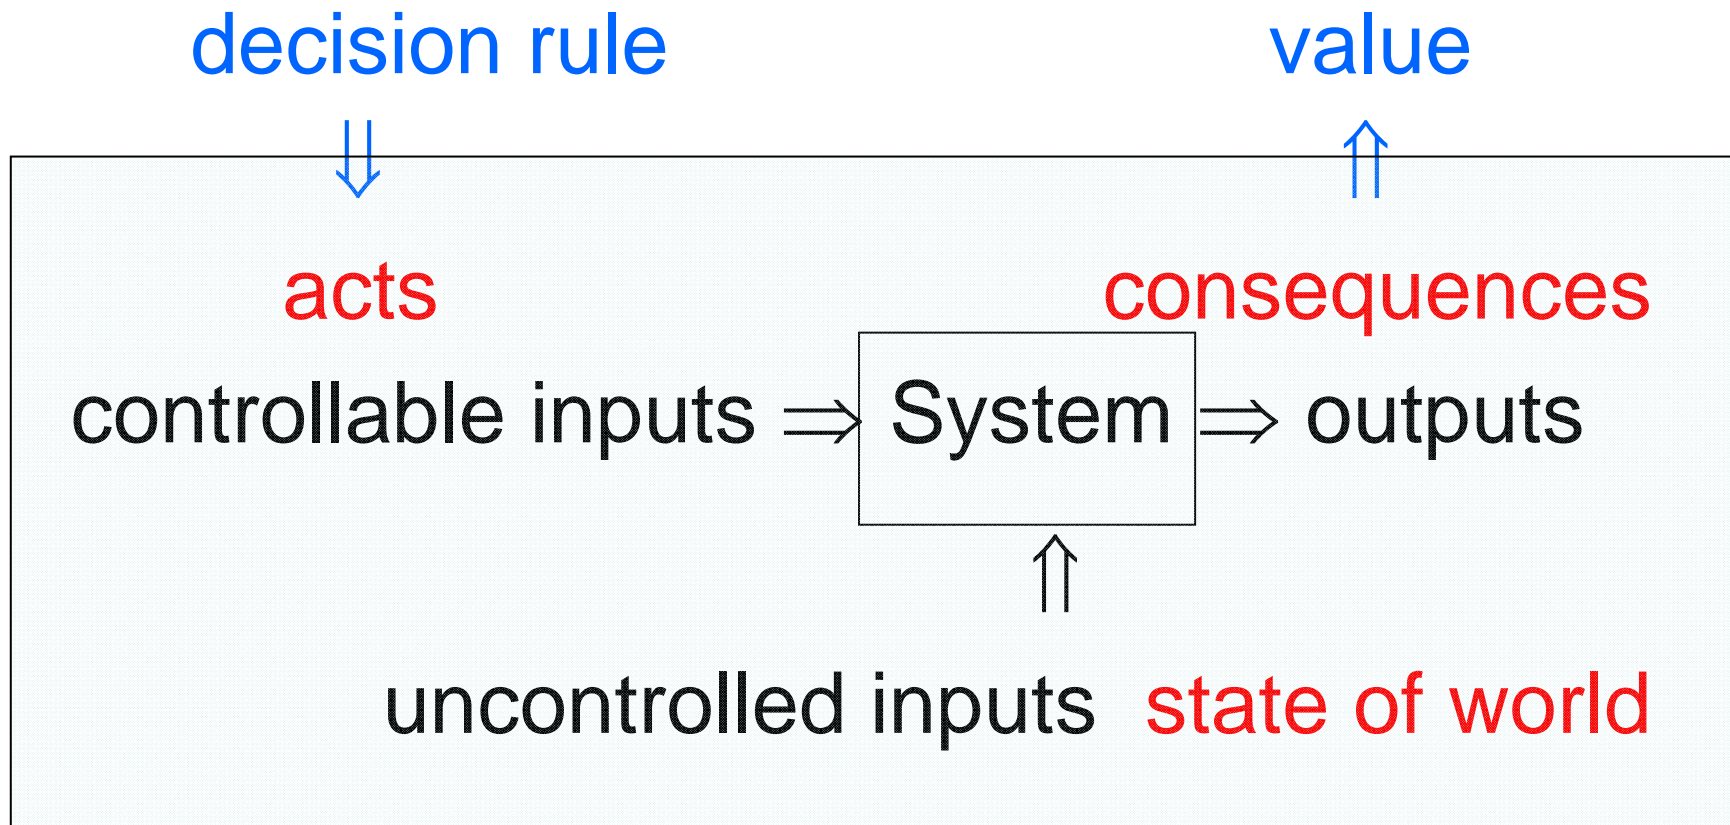 decision rule value
⇓ ⇑
acts consequences
controllable inputs ⇒ System ⇒ outputs
⇑
uncontrolled inputs state of world